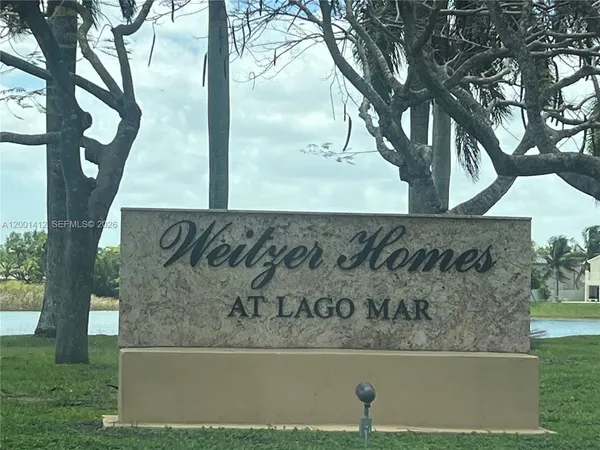 A12001412 SEFMLS © 2026
Weitzer Homes
AT LAGO MAR